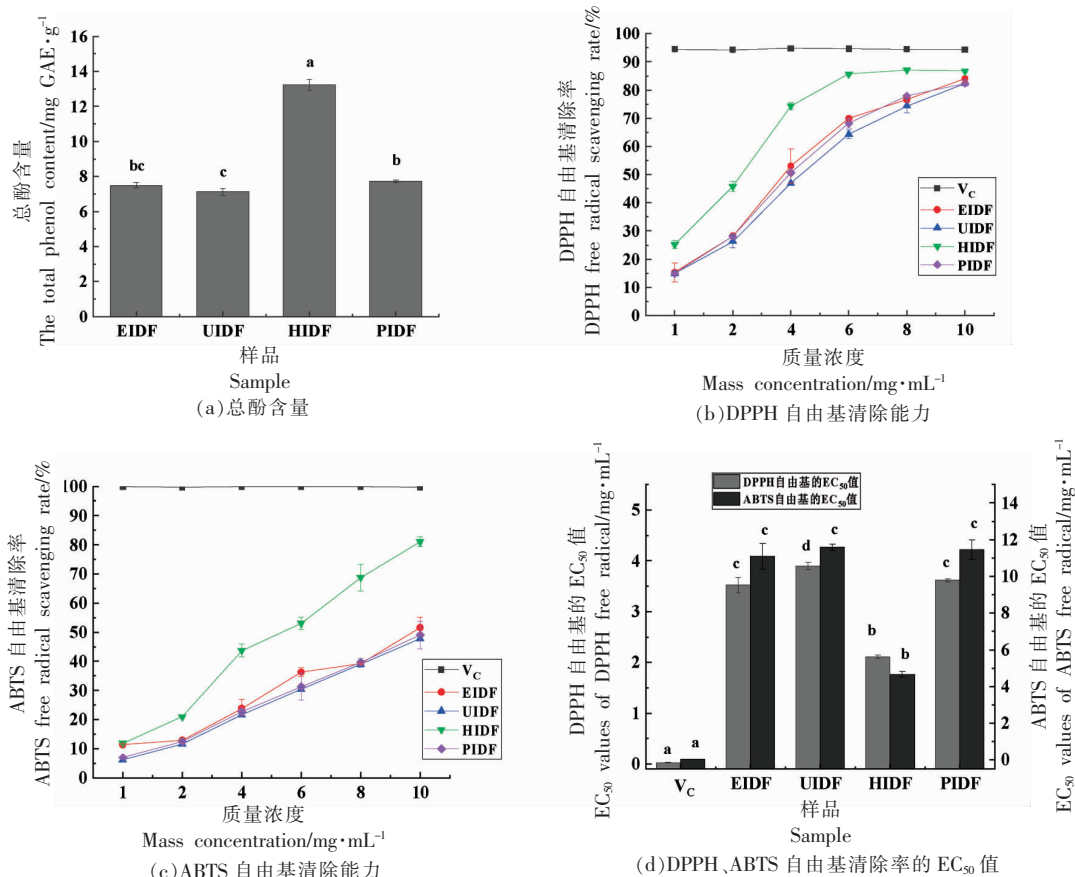 总酚含量
The total phenol content/mg GAE·g⁻¹
16
14
12
10
8
6
4
2
0
bc
c
a
b
EIDF UIDF HIDF PIDF
样品
Sample
(a)总酚含量
DPPH 自由基清除率
DPPH free radical scavenging rate/%
100
90
80
70
60
50
40
30
20
10
0
V_C
EIDF
UIDF
HIDF
PIDF
1 2 4 6 8 10
质量浓度
Mass concentration/mg·mL⁻¹
(b)DPPH 自由基清除能力
ABTS 自由基清除率
ABTS free radical scavenging rate/%
100
90
80
70
60
50
40
30
20
10
0
V_C
EIDF
UIDF
HIDF
PIDF
1 2 4 6 8 10
质量浓度
Mass concentration/mg·mL⁻¹
(c)ABTS 自由基清除能力
DPPH 自由基的 EC₅₀ 值
EC₅₀ values of DPPH free radical/mg·mL⁻¹
5
4
3
2
1
0
DPPH自由基的EC₅₀值
ABTS自由基的EC₅₀值
a a
c c
d c
b b
c c
14
12
10
8
6
4
2
0
ABTS 自由基的 EC₅₀ 值
EC₅₀ values of ABTS free radical/mg·mL⁻¹
V_C EIDF UIDF HIDF PIDF
样品
Sample
(d)DPPH、ABTS 自由基清除率的 EC₅₀ 值